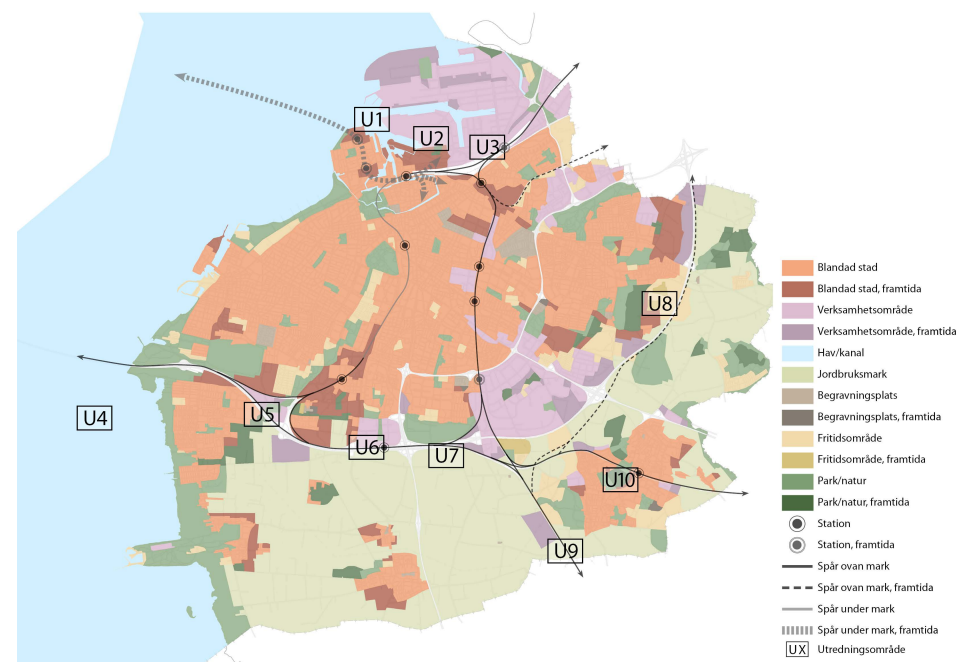 U1
U2
U3
U8
U4
U5
U6
U7
U10
U9
Blandad stad
Blandad stad, framtida
Verksamhetsområde
Verksamhetsområde, framtida
Hav/kanal
Jordbruksmark
Begravningsplats
Begravningsplats, framtida
Fritidsområde
Fritidsområde, framtida
Park/natur
Park/natur, framtida
Station
Station, framtida
Spår ovan mark
Spår ovan mark, framtida
Spår under mark
Spår under mark, framtida
UX Utredningsområde